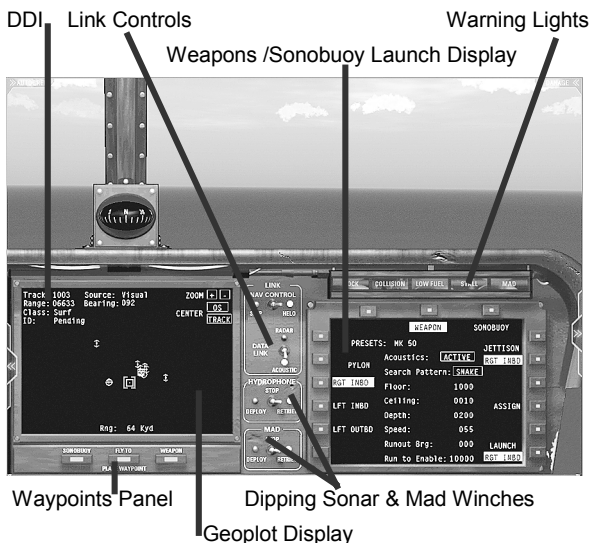 DDI Link Controls Warning Lights
Weapons /Sonobuoy Launch Display
LINK
NAV CONTROL
HELO
RADAR
DATA LINK
ACOUSTIC
HYDROPHONE
STOP
DEPLOY
MAD
DEPLOY
COLLISION LOW FUEL MAD
Track 1003 Source: Visual ZOOM + -
Range: 06633 Bearing: 092 OS
Class: Surf CENTER TRACK
ID: Pending
Rng: 64 Kyd
SONOBUOY FLY TO WEAPON
WEAPON SONOBUOY
PRESETS: MK 50
JETTISON
RGT INBD
PYLON
RGT INBD
LFT INBD
LFT OUTBD
Acoustics: ACTIVE
Search Pattern: SNAKE
Floor: 1000
Ceiling: 0010
Depth: 0200
Speed: 055
Runout Brg: 000
Run to Enable: 10000
ASSIGN
LAUNCH
RGT INBD
Waypoints Panel Dipping Sonar & Mad Winches
Geoplot Display